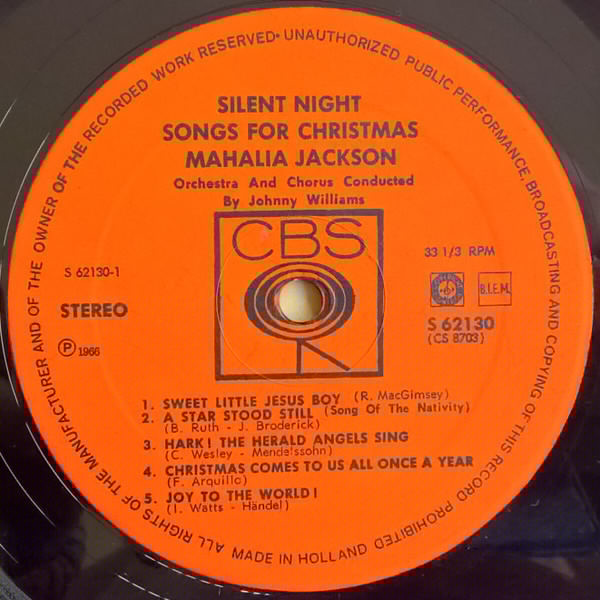 ALL RIGHTS OF THE MANUFACTURER AND OF THE OWNER OF THE RECORDED WORK RESERVED• UNAUTHORIZED PUBLIC PERFORMANCE, BROADCASTING AND COPYING OF THIS RECORD PROHIBITED
SILENT NIGHT
SONGS FOR CHRISTMAS
MAHALIA JACKSON
Orchestra And Chorus Conducted
By Johnny Williams
CBS
33 1/3 RPM
S 62130-1
B.I.E.M.
STEREO
S 62130
(CS 8703)
℗ 1966
1. SWEET LITTLE JESUS BOY (R. MacGimsey)
2. A STAR STOOD STILL (Song Of The Nativity)
(B. Ruth - J. Broderick)
3. HARK! THE HERALD ANGELS SING
(C. Wesley - Mendelssohn)
4. CHRISTMAS COMES TO US ALL ONCE A YEAR
(F. Arquillo)
5. JOY TO THE WORLD!
(I. Watts - Händel)
MADE IN HOLLAND